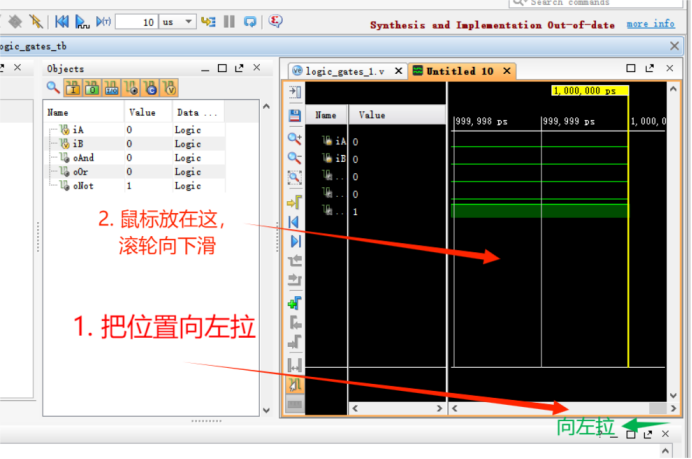 Search commands
10 us
Synthesis and Implementation Out-of-date more info
ogic_gates_tb
Objects
logic_gates_1.v
Untitled 10
Name Value Data ...
iA 0 Logic
iB 0 Logic
oAnd 0 Logic
oOr 0 Logic
oNot 1 Logic
Name Value
iA 0
iB 0
.. 0
.. 0
.. 1
1,000,000 ps
999,998 ps
999,999 ps
1,000,0
2. 鼠标放在这，
滚轮向下滑
1. 把位置向左拉
向左拉